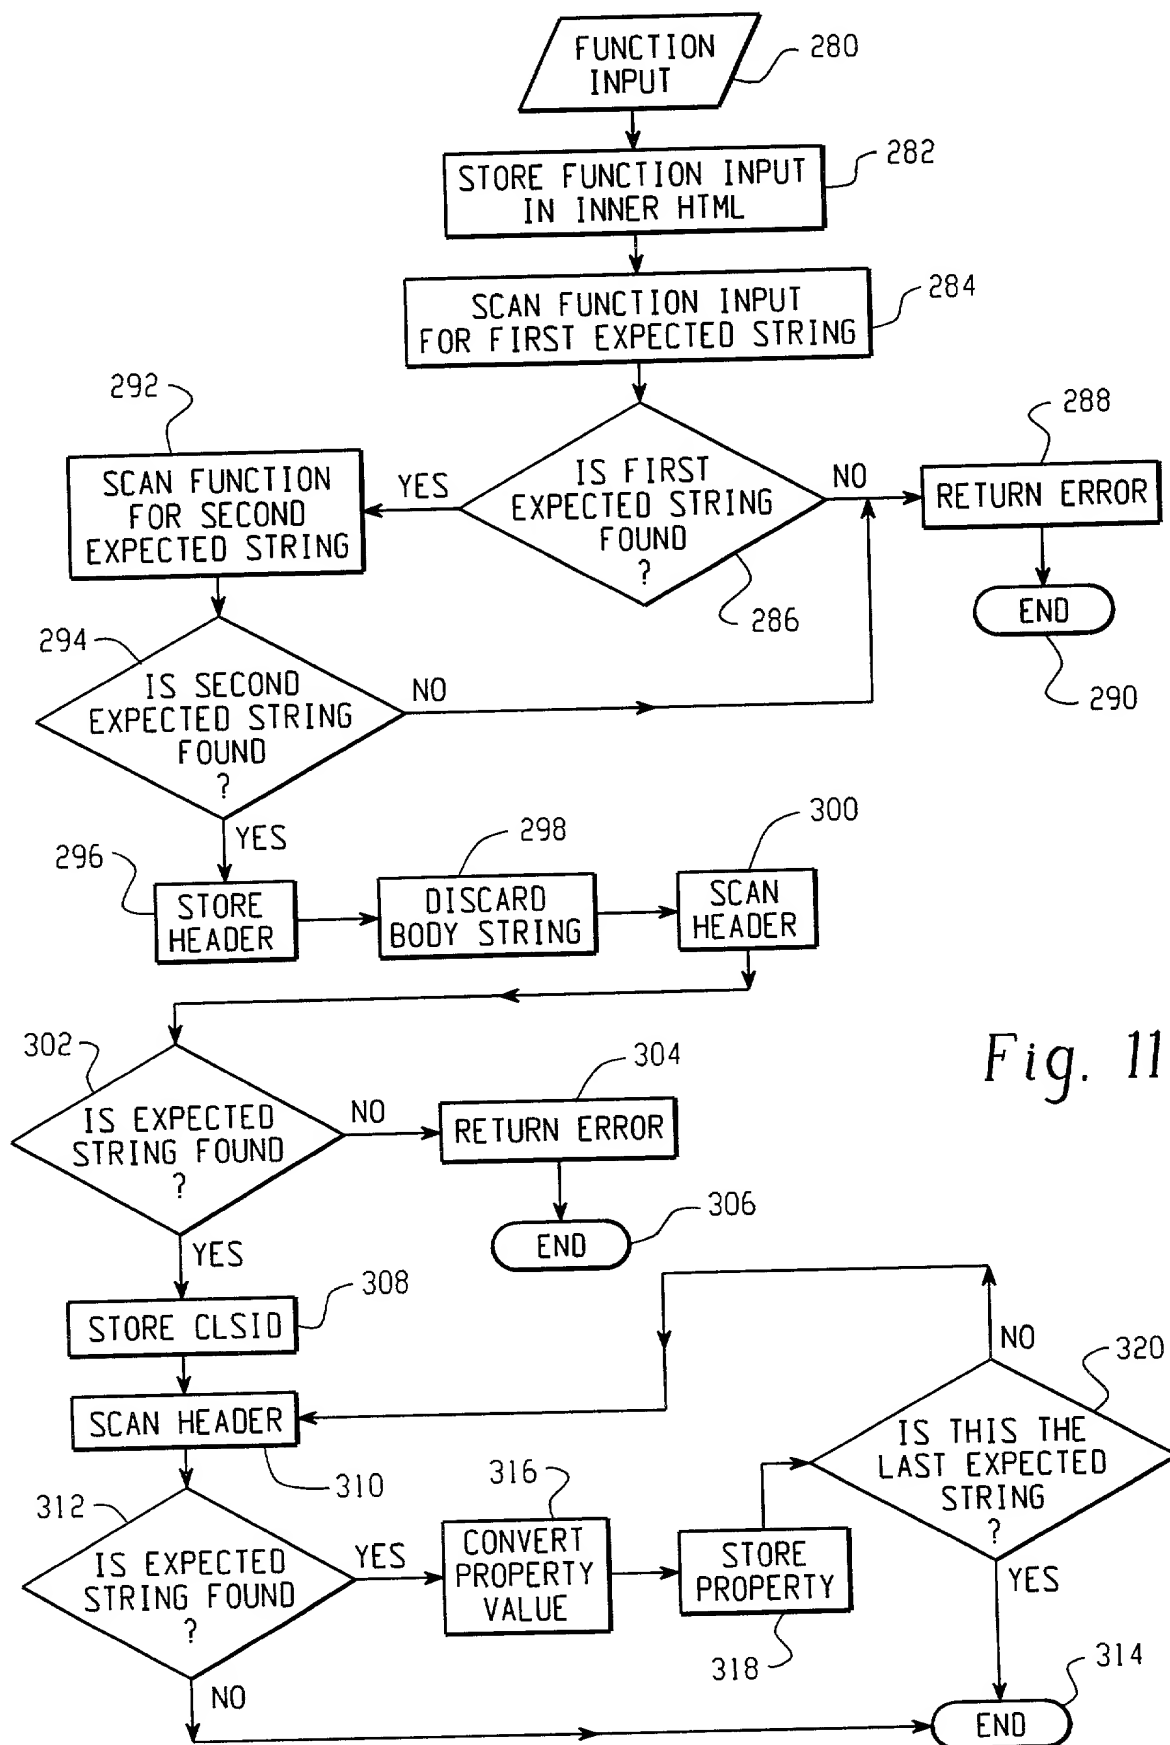 FUNCTION
INPUT
280
STORE FUNCTION INPUT
IN INNER HTML
282
SCAN FUNCTION INPUT
FOR FIRST EXPECTED STRING
284
292
288
SCAN FUNCTION
FOR SECOND
EXPECTED STRING
YES
IS FIRST
EXPECTED STRING
FOUND
?
NO
RETURN ERROR
286
END
290
294
IS SECOND
EXPECTED STRING
FOUND
?
NO
YES
296
298
300
STORE
HEADER
DISCARD
BODY STRING
SCAN
HEADER
Fig. 11
302
304
IS EXPECTED
STRING FOUND
?
NO
RETURN ERROR
306
END
YES
308
STORE CLSID
NO
320
SCAN HEADER
310
IS THIS THE
LAST EXPECTED
STRING
?
312
316
IS EXPECTED
STRING FOUND
?
YES
CONVERT
PROPERTY
VALUE
STORE
PROPERTY
318
YES
314
NO
END